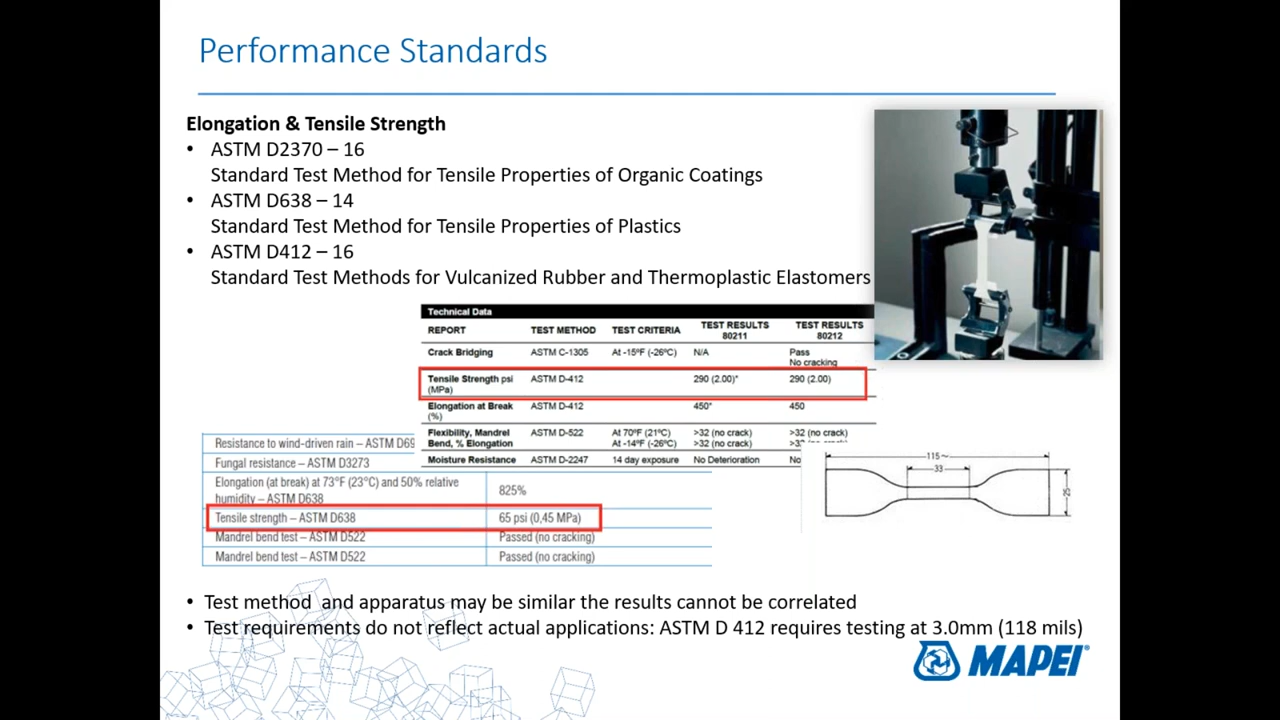 Performance Standards
Elongation & Tensile Strength
• ASTM D2370 – 16
Standard Test Method for Tensile Properties of Organic Coatings
• ASTM D638 – 14
Standard Test Method for Tensile Properties of Plastics
• ASTM D412 – 16
Standard Test Methods for Vulcanized Rubber and Thermoplastic Elastomers
Technical Data
REPORT TEST METHOD TEST CRITERIA TEST RESULTS 80211 TEST RESULTS 80212
Crack Bridging ASTM C-1305 At -15ºF (-26ºC) N/A Pass
No cracking
Tensile Strength psi ASTM D-412 290 (2.00)* 290 (2.00)
(MPa)
Elongation at Break ASTM D-412 450* 450
(%)
Flexibility, Mandrel ASTM D-522 At 70ºF (21ºC) >32 (no crack) >32 (no crack)
Bend, % Elongation At -14ºF (-26ºC) >32 (no crack)
Moisture Resistance ASTM D-2247 14 day exposure No Deterioration No
Resistance to wind-driven rain – ASTM D69
Fungal resistance – ASTM D3273
Elongation (at break) at 73°F (23°C) and 50% relative
humidity – ASTM D638 825%
Tensile strength – ASTM D638 65 psi (0,45 MPa)
Mandrel bend test – ASTM D522 Passed (no cracking)
Mandrel bend test – ASTM D522 Passed (no cracking)
115~
33
25
• Test method  and apparatus may be similar the results cannot be correlated
• Test requirements do not reflect actual applications: ASTM D 412 requires testing at 3.0mm (118 mils)
MAPEI®